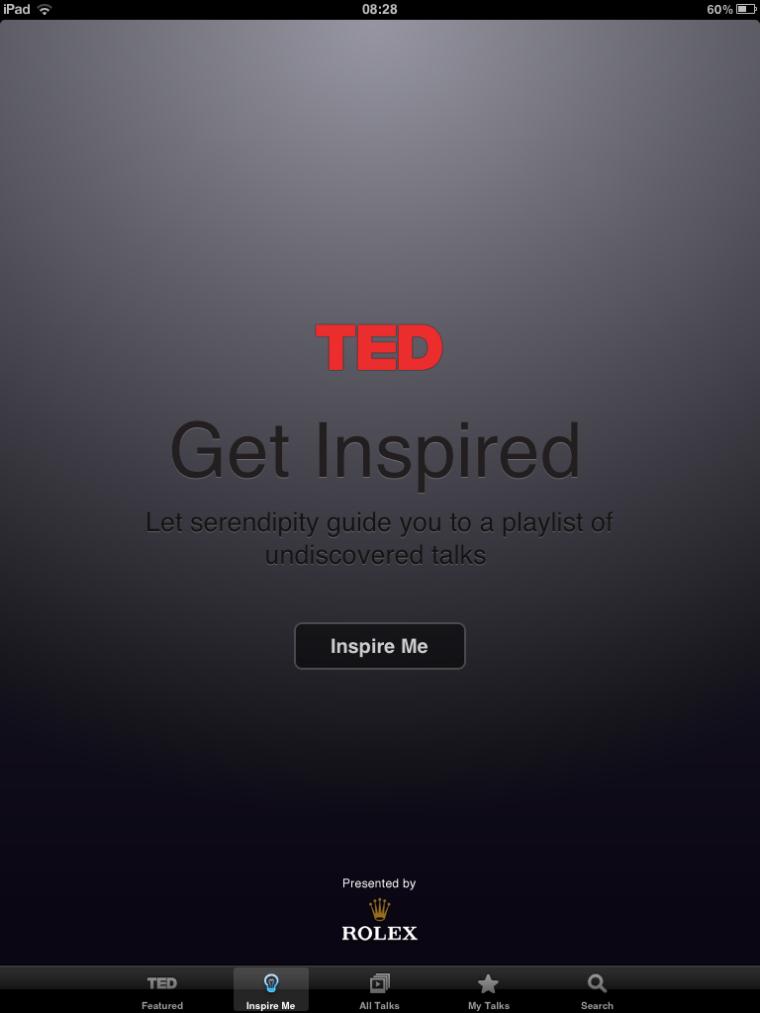 iPad 08:28 60%
TED
Get Inspired
Let serendipity guide you to a playlist of
undiscovered talks
Inspire Me
Presented by
ROLEX
TED
Featured Inspire Me All Talks My Talks Search